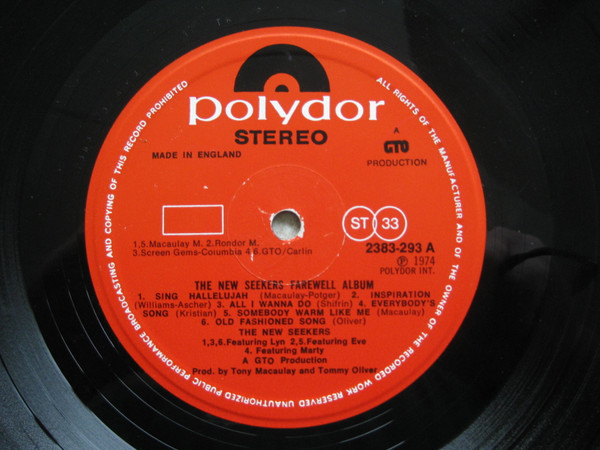 polydor
STEREO
MADE IN ENGLAND
A
GTO
PRODUCTION
ST 33
2383-293 A
Ⓟ 1974
POLYDOR INT.
1,5.Macaulay M. 2.Rondor M.
3.Screen Gems-Columbia 4.6.GTO/Carlin
THE NEW SEEKERS FAREWELL ALBUM
1. SING HALLELUJAH (Macaulay-Potger) 2. INSPIRATION
(Williams-Ascher) 3. ALL I WANNA DO (Shifrin) 4. EVERYBODY'S
SONG (Kristian) 5. SOMEBODY WARM LIKE ME (Macaulay)
6. OLD FASHIONED SONG (Oliver)
THE NEW SEEKERS
1,3,6.Featuring Lyn 2,5.Featuring Eve
4. Featuring Marty
A GTO Production
Prod. by Tony Macaulay and Tommy Oliver
ALL RIGHTS OF THE MANUFACTURER AND OF THE OWNER OF THE RECORDED WORK RESERVED UNAUTHORIZED PUBLIC PERFORMANCE BROADCASTING AND COPYING OF THIS RECORD PROHIBITED